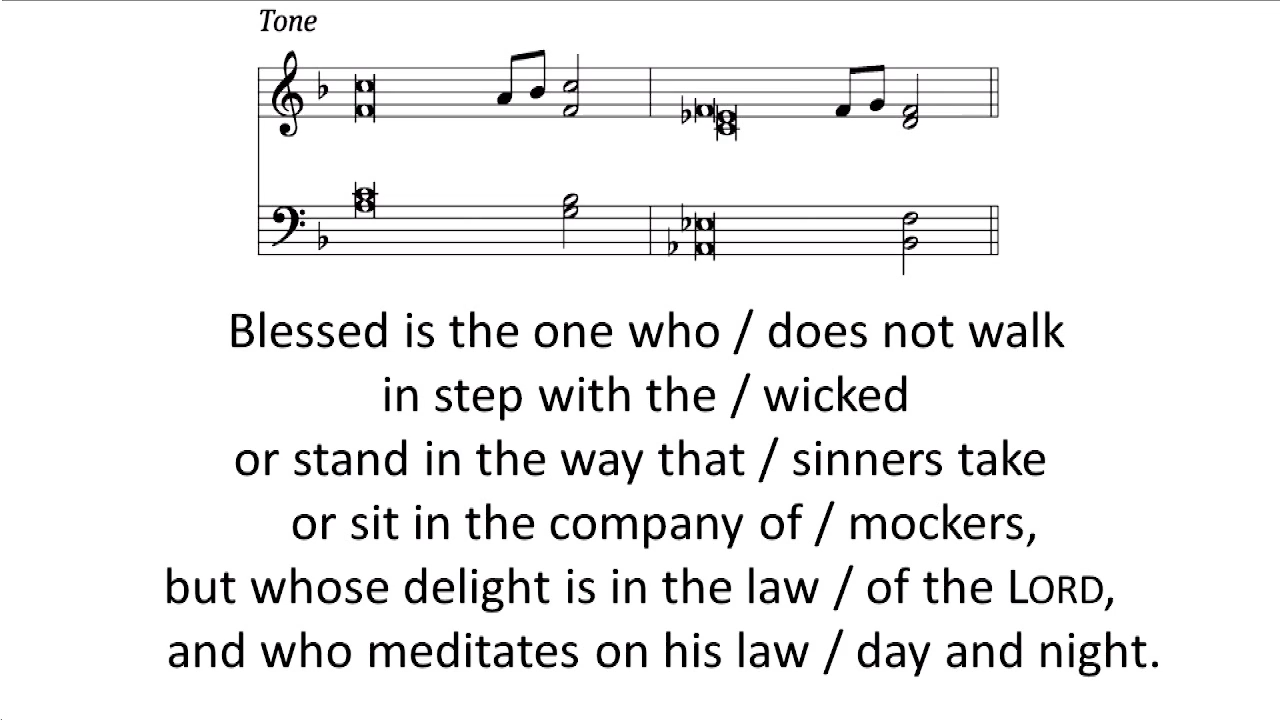 Tone
Blessed is the one who / does not walk
in step with the / wicked
or stand in the way that / sinners take
or sit in the company of / mockers,
but whose delight is in the law / of the LORD,
and who meditates on his law / day and night.